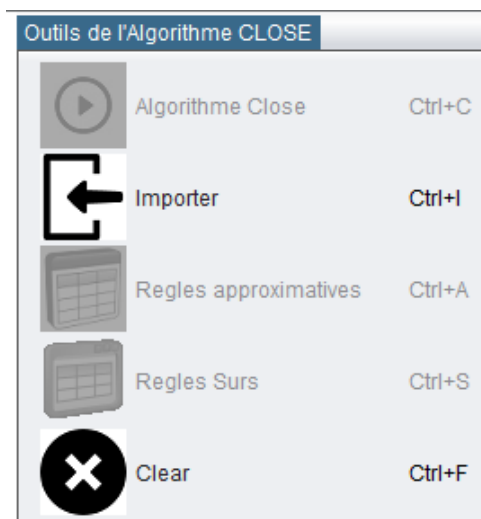 Outils de l'Algorithme CLOSE
Algorithme Close Ctrl+C
Importer Ctrl+I
Regles approximatives Ctrl+A
Regles Surs Ctrl+S
Clear Ctrl+F